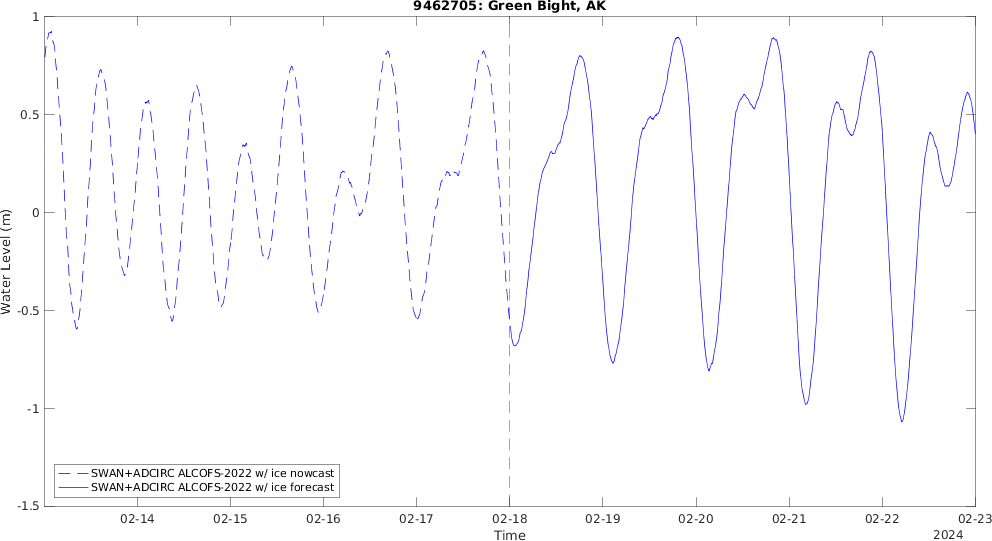 9462705: Green Bight, AK
1
0.5
0
-0.5
-1
-1.5
Water Level (m)
SWAN+ADCIRC ALCOFS-2022 w/ ice nowcast
SWAN+ADCIRC ALCOFS-2022 w/ ice forecast
02-14 02-15 02-16 02-17 02-18 02-19 02-20 02-21 02-22 02-23
Time
2024